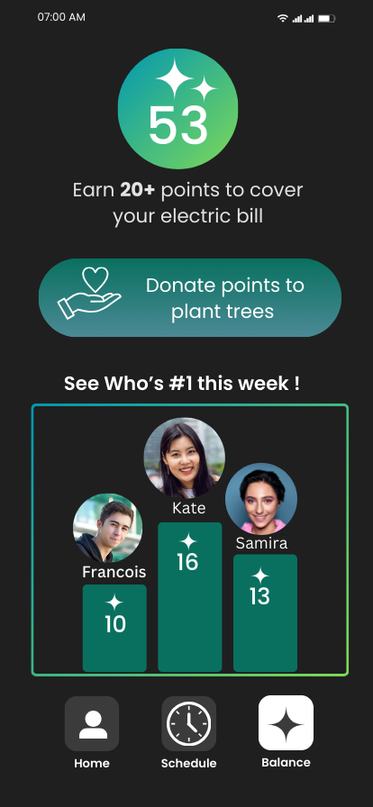 07:00 AM
53
Earn 20+ points to cover
your electric bill
Donate points to
plant trees
See Who's #1 this week !
Kate
Samira
Francois
16
13
10
Home
Schedule
Balance